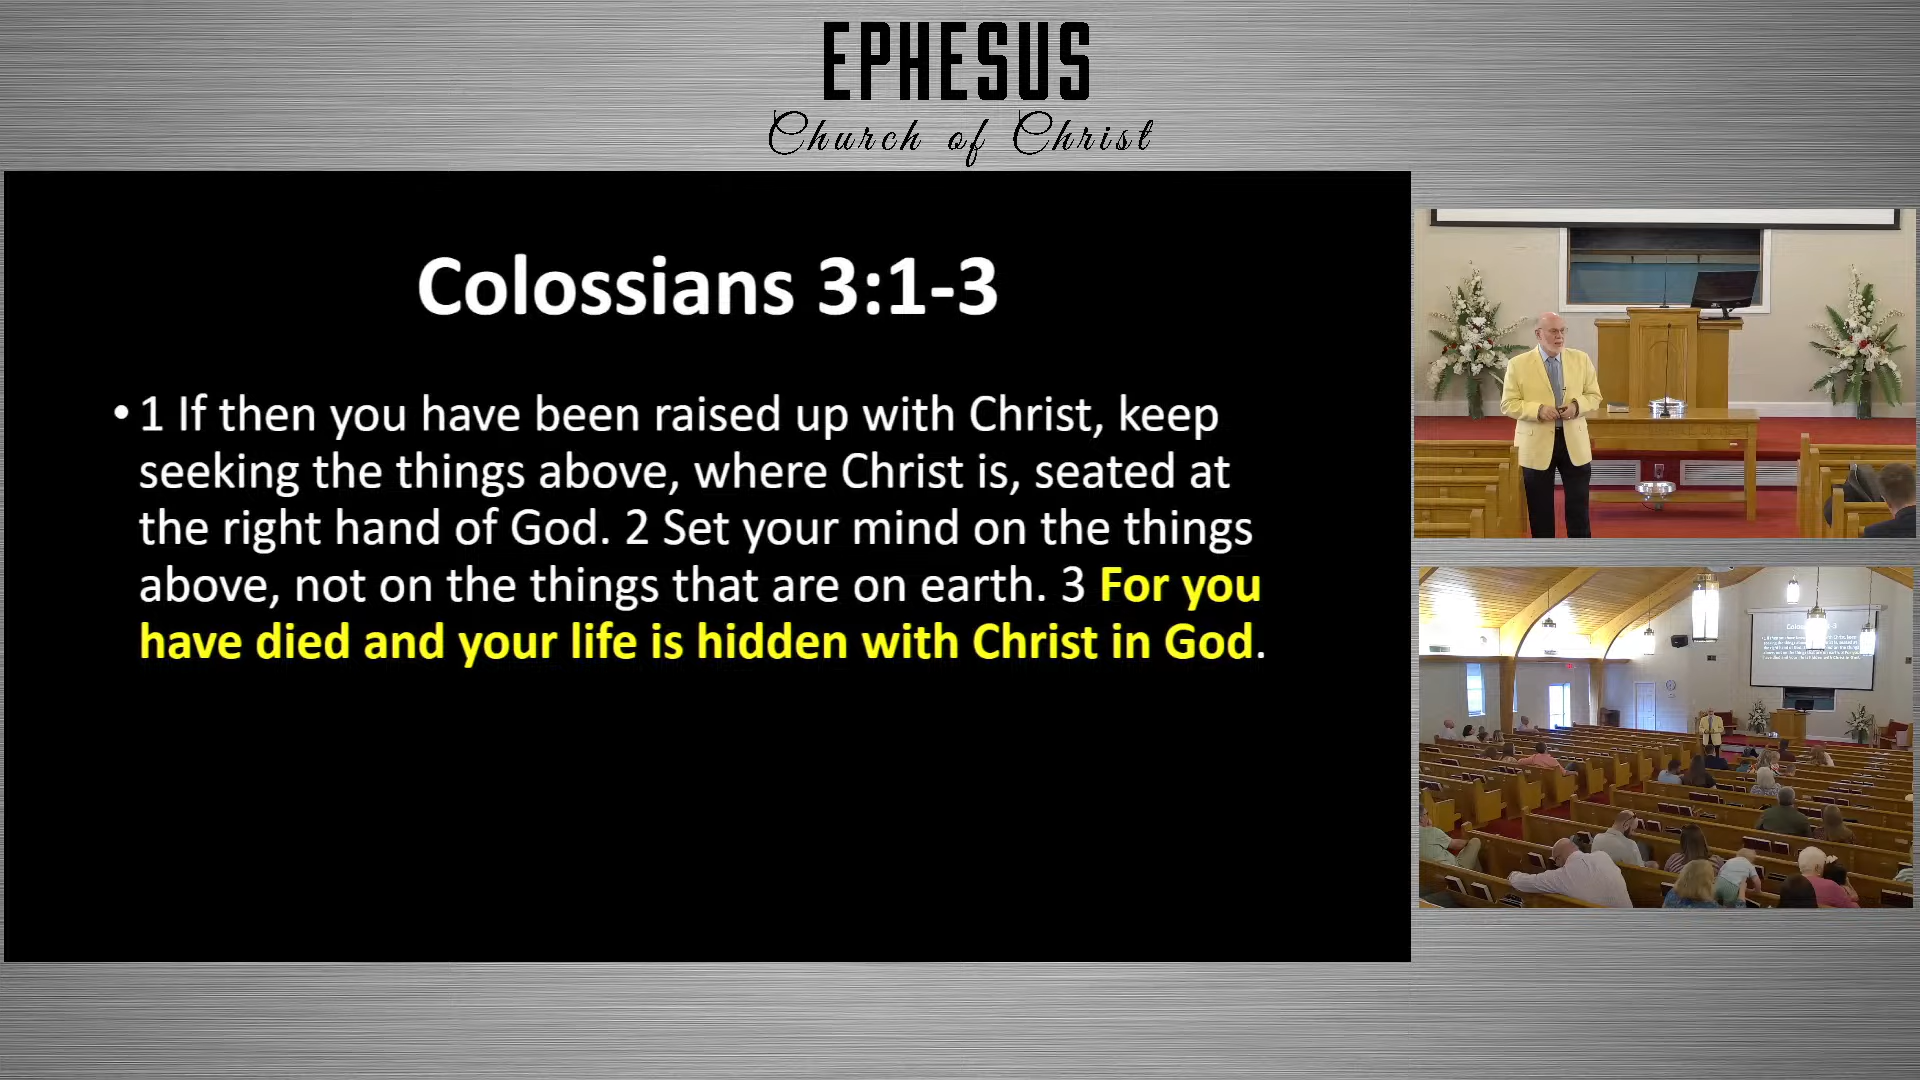 EPHESUS
Church of Christ
Colossians 3:1-3
• 1 If then you have been raised up with Christ, keep
seeking the things above, where Christ is, seated at
the right hand of God. 2 Set your mind on the things
above, not on the things that are on earth. 3 For you
have died and your life is hidden with Christ in God.